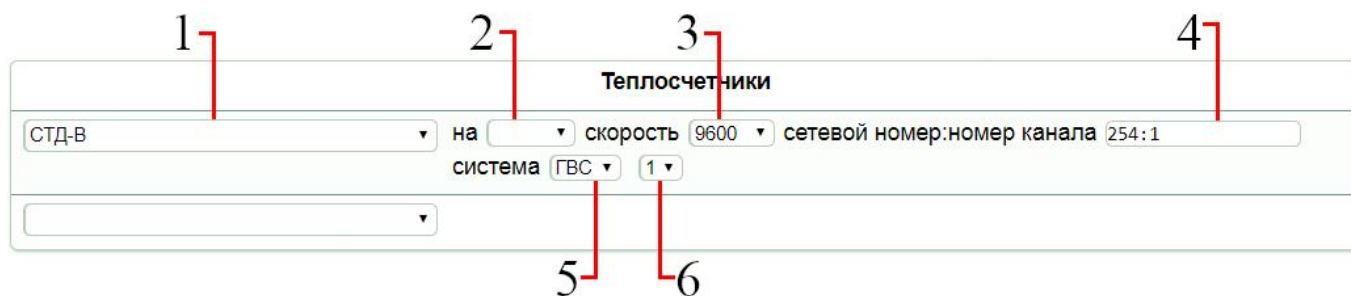 1 2 3 4
Теплосчетчики
СТД-В на скорость 9600 сетевой номер:номер канала 254:1
система ГВС 1
5 6